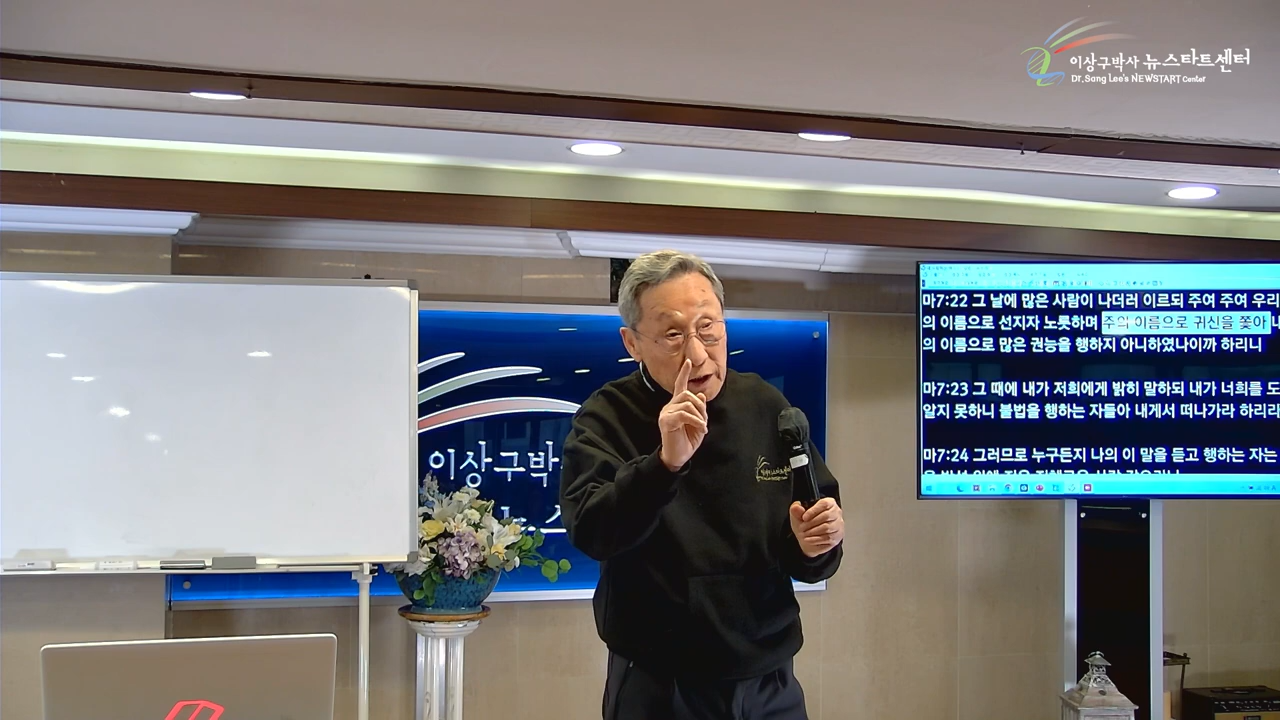 이상구박사 뉴스타트센터
Dr. Sang Lee's NEWSTART Center
마7:22 그 날에 많은 사람이 나더러 이르되 주여 주여 우리
의 이름으로 선지자 노릇하며 주의 이름으로 귀신을 쫓아
의 이름으로 많은 권능을 행하지 아니하였나이까 하리니
마7:23 그 때에 내가 저희에게 밝히 말하되 내가 너희를 도
알지 못하니 불법을 행하는 자들아 내게서 떠나가라 하리라
마7:24 그러므로 누구든지 나의 이 말을 듣고 행하는 자는
이상구박
뉴스